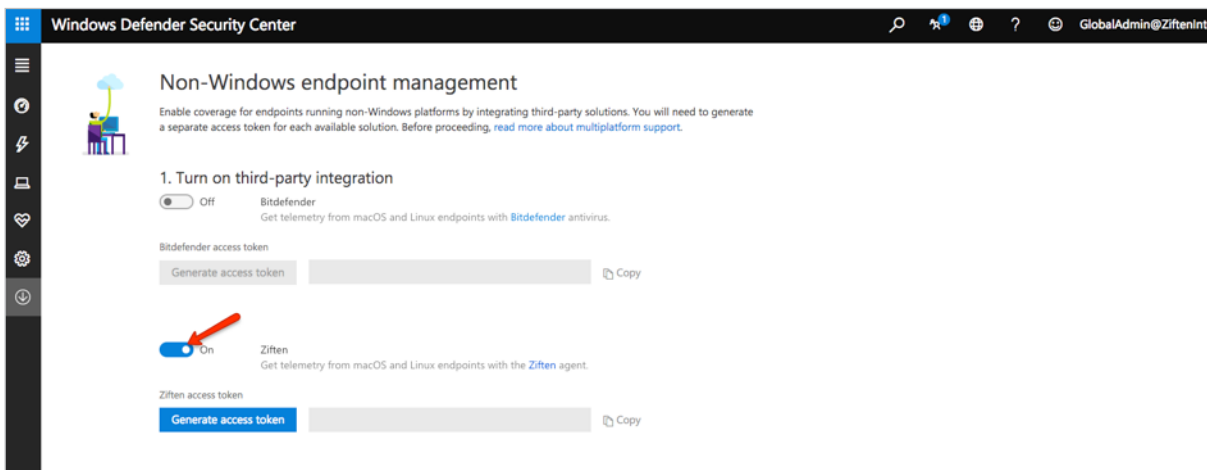 Windows Defender Security Center
1
?
GlobalAdmin@ZiftenInt
Non-Windows endpoint management
Enable coverage for endpoints running non-Windows platforms by integrating third-party solutions. You will need to generate
a separate access token for each available solution. Before proceeding, read more about multiplatform support.
1. Turn on third-party integration
Off
Bitdefender
Get telemetry from macOS and Linux endpoints with Bitdefender antivirus.
Bitdefender access token
Generate access token
Copy
On
Ziften
Get telemetry from macOS and Linux endpoints with the Ziften agent.
Ziften access token
Generate access token
Copy